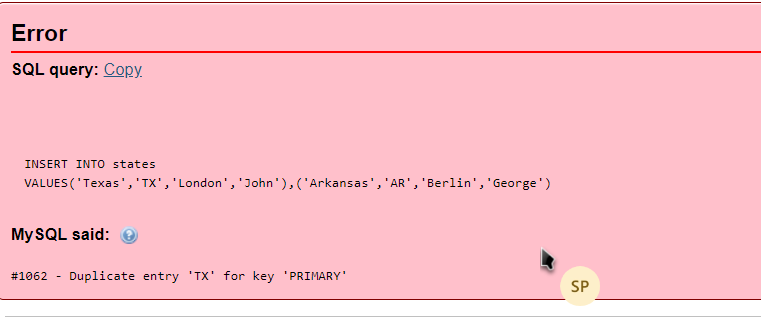 Error
SQL query: Copy
INSERT INTO states
VALUES('Texas','TX','London','John'),('Arkansas','AR','Berlin','George')
MySQL said: ?
#1062 - Duplicate entry 'TX' for key 'PRIMARY'
SP